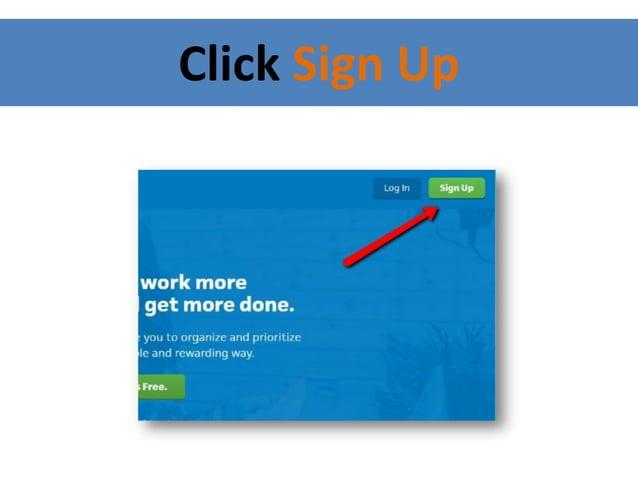 Click Sign Up
Log In
Sign Up
work more
get more done.
you to organize and prioritize
and rewarding way.
Free.